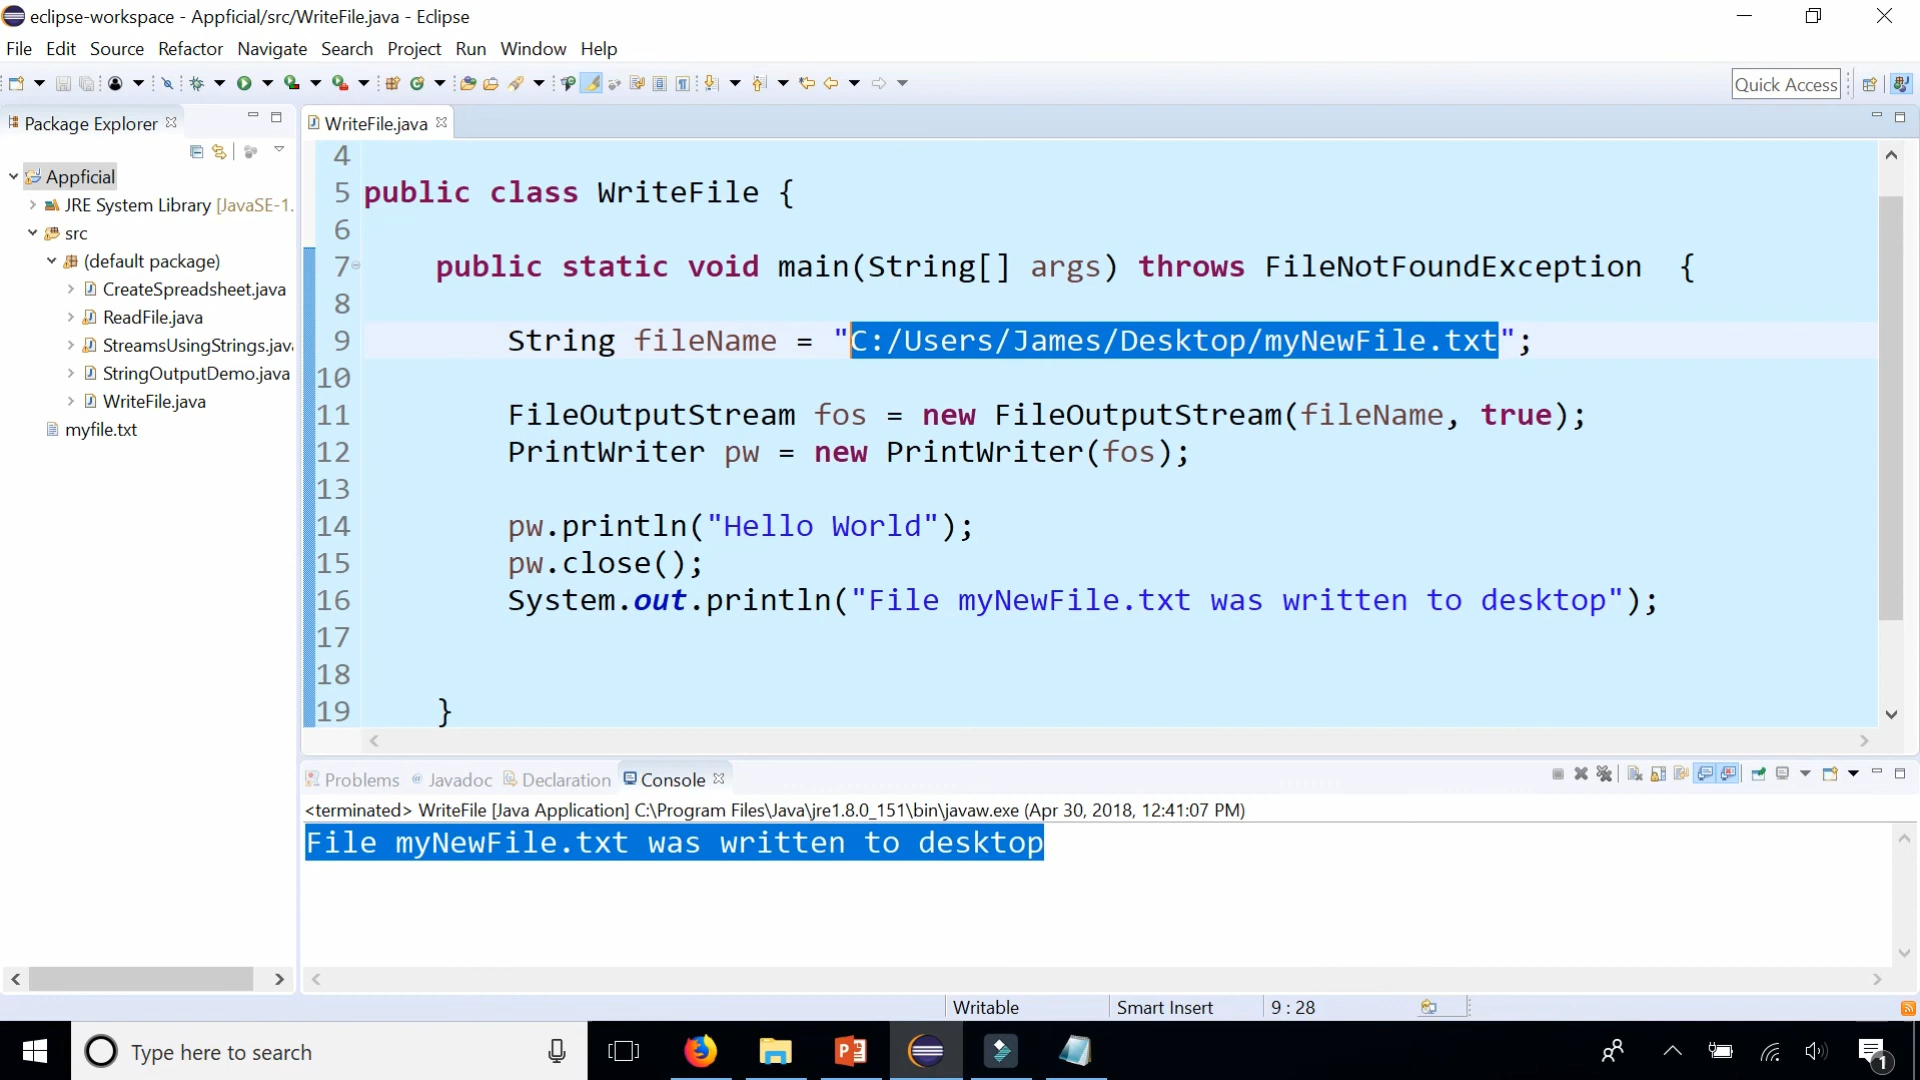 eclipse-workspace - Appficial/src/WriteFile.java - Eclipse
File Edit Source Refactor Navigate Search Project Run Window Help
Quick Access
Package Explorer
WriteFile.java
Appficial
JRE System Library [JavaSE-1.
src
(default package)
CreateSpreadsheet.java
ReadFile.java
StreamsUsingStrings.java
StringOutputDemo.java
WriteFile.java
myfile.txt
4
5 public class WriteFile {
6
7 public static void main(String[] args) throws FileNotFoundException {
8
9 String fileName = "C:/Users/James/Desktop/myNewFile.txt";
10
11 FileOutputStream fos = new FileOutputStream(fileName, true);
12 PrintWriter pw = new PrintWriter(fos);
13
14 pw.println("Hello World");
15 pw.close();
16 System.out.println("File myNewFile.txt was written to desktop");
17
18
19 }
Problems Javadoc Declaration Console
<terminated> WriteFile [Java Application] C:\Program Files\Java\jre1.8.0_151\bin\javaw.exe (Apr 30, 2018, 12:41:07 PM)
File myNewFile.txt was written to desktop
Writable Smart Insert 9 : 28
Type here to search
1